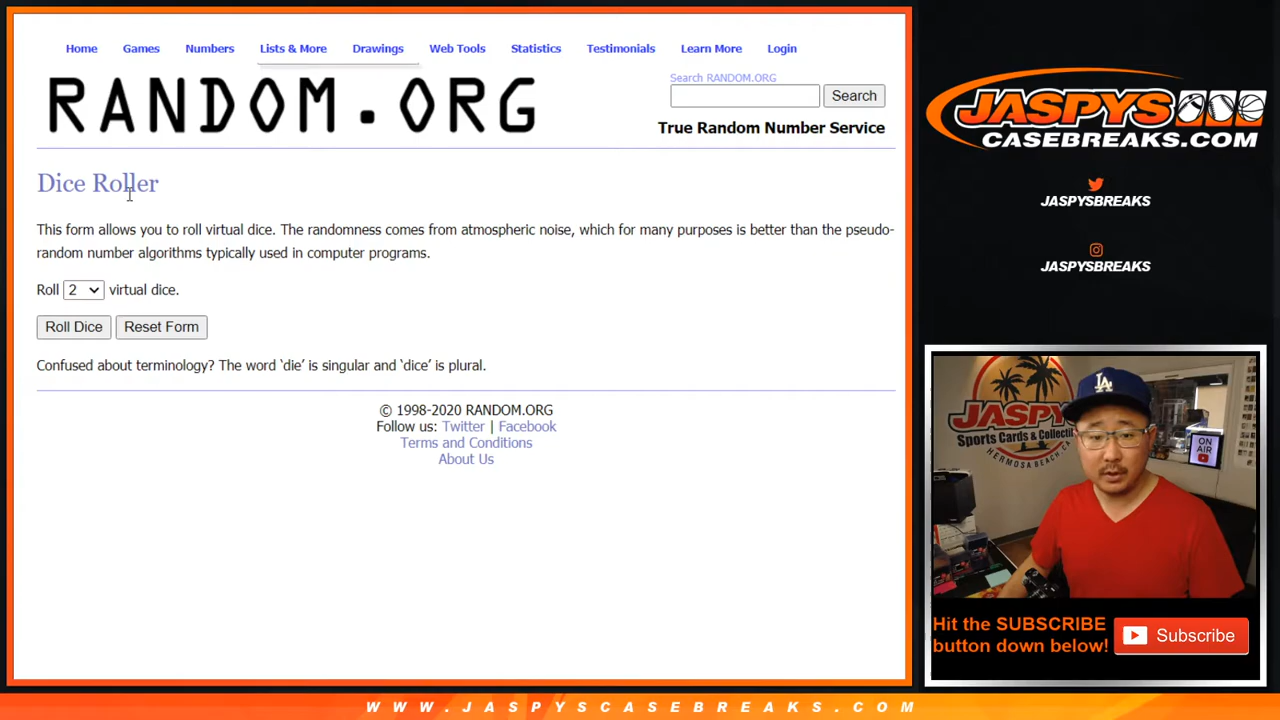 Home Games Numbers Lists & More Drawings Web Tools Statistics Testimonials Learn More Login
RANDOM.ORG
Search RANDOM.ORG
Search
True Random Number Service
Dice Roller
This form allows you to roll virtual dice. The randomness comes from atmospheric noise, which for many purposes is better than the pseudo-
random number algorithms typically used in computer programs.
Roll 2 virtual dice.
Roll Dice Reset Form
Confused about terminology? The word ‘die’ is singular and ‘dice’ is plural.
© 1998-2020 RANDOM.ORG
Follow us: Twitter | Facebook
Terms and Conditions
About Us
JASPYS
CASEBREAKS.COM
JASPYSBREAKS
JASPYSBREAKS
JASPY
Sports Cards & Collectib
HERMOSA BEACH, CA
LA
ON
AIR
Hit the SUBSCRIBE
button down below!
Subscribe
WWW.JASPYSCASEBREAKS.COM